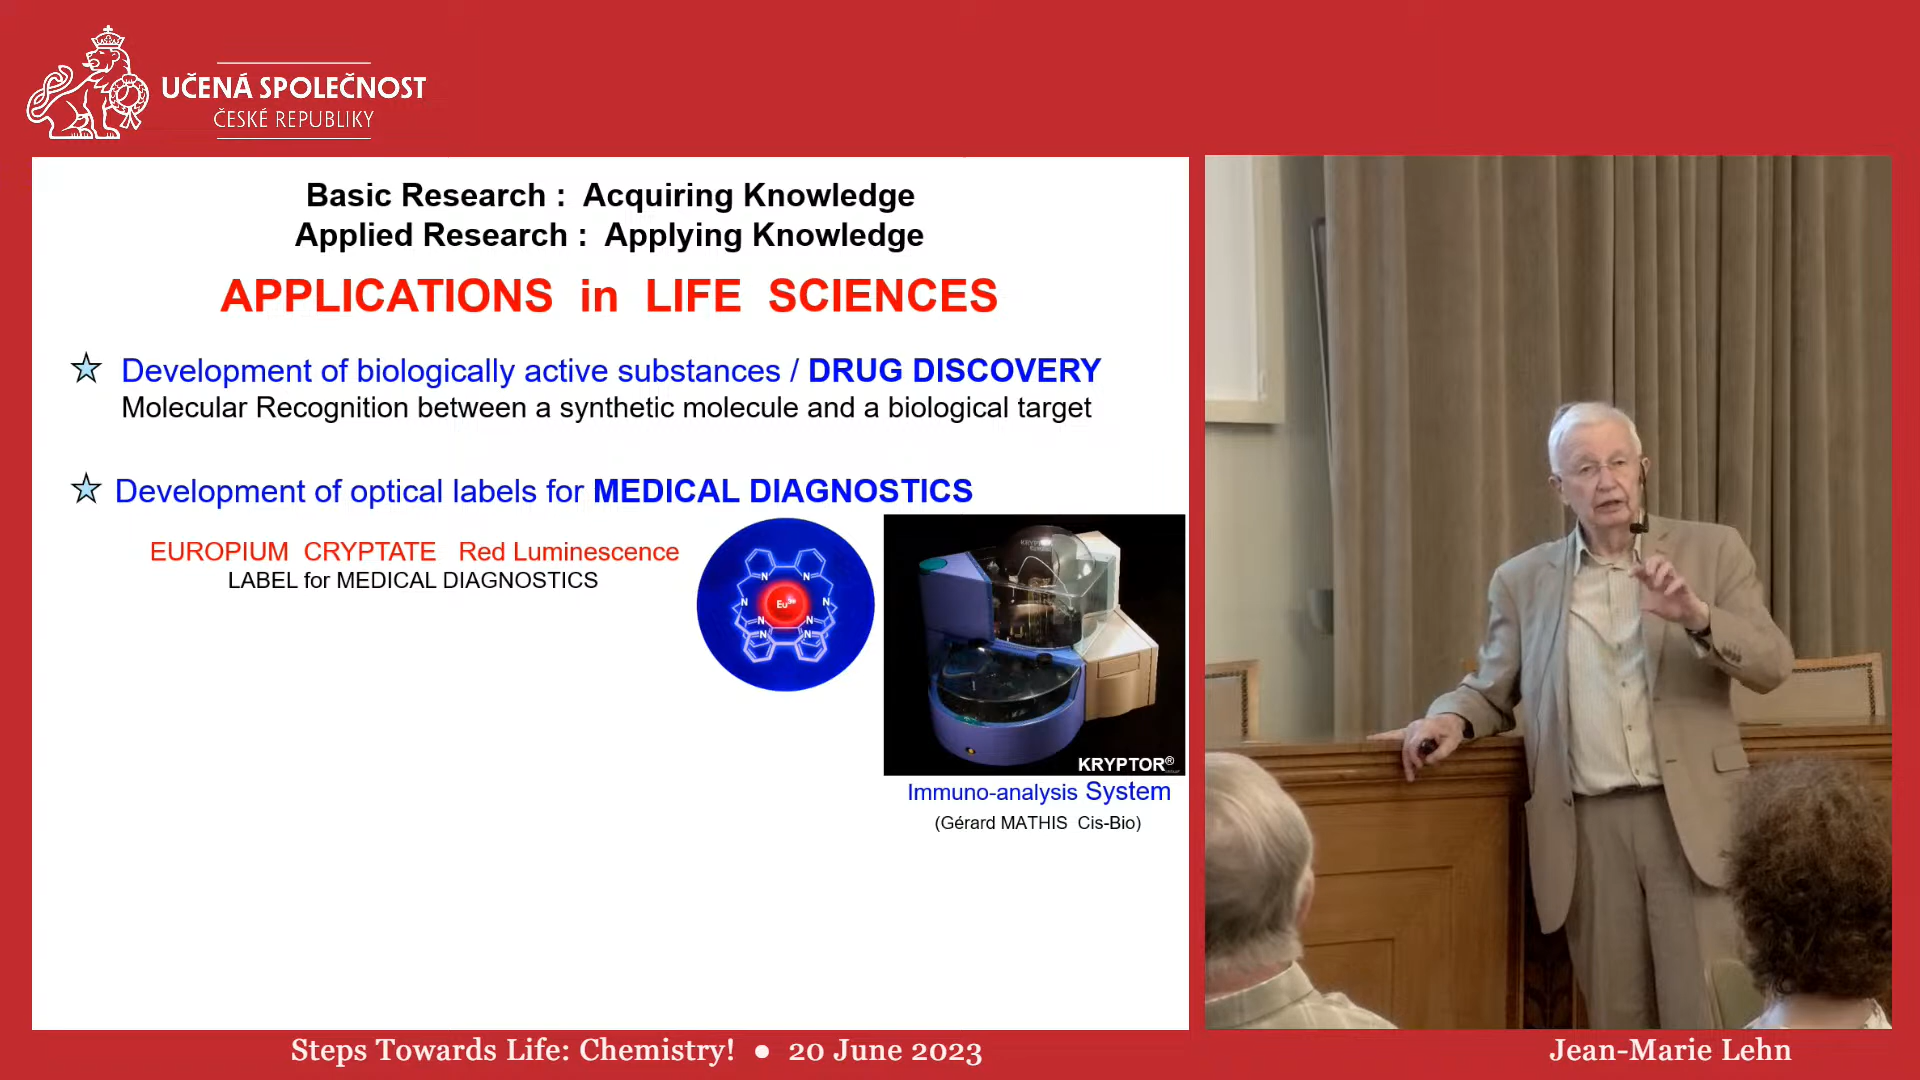 UČENÁ SPOLEČNOST
ČESKÉ REPUBLIKY
Basic Research : Acquiring Knowledge
Applied Research : Applying Knowledge
APPLICATIONS in LIFE SCIENCES
Development of biologically active substances / DRUG DISCOVERY
Molecular Recognition between a synthetic molecule and a biological target
Development of optical labels for MEDICAL DIAGNOSTICS
EUROPIUM CRYPTATE Red Luminescence
LABEL for MEDICAL DIAGNOSTICS
N N
N Eu³⁺ N
N N
N N
KRYPTOR®
Immuno-analysis System
(Gérard MATHIS Cis-Bio)
Steps Towards Life: Chemistry! ● 20 June 2023
Jean-Marie Lehn